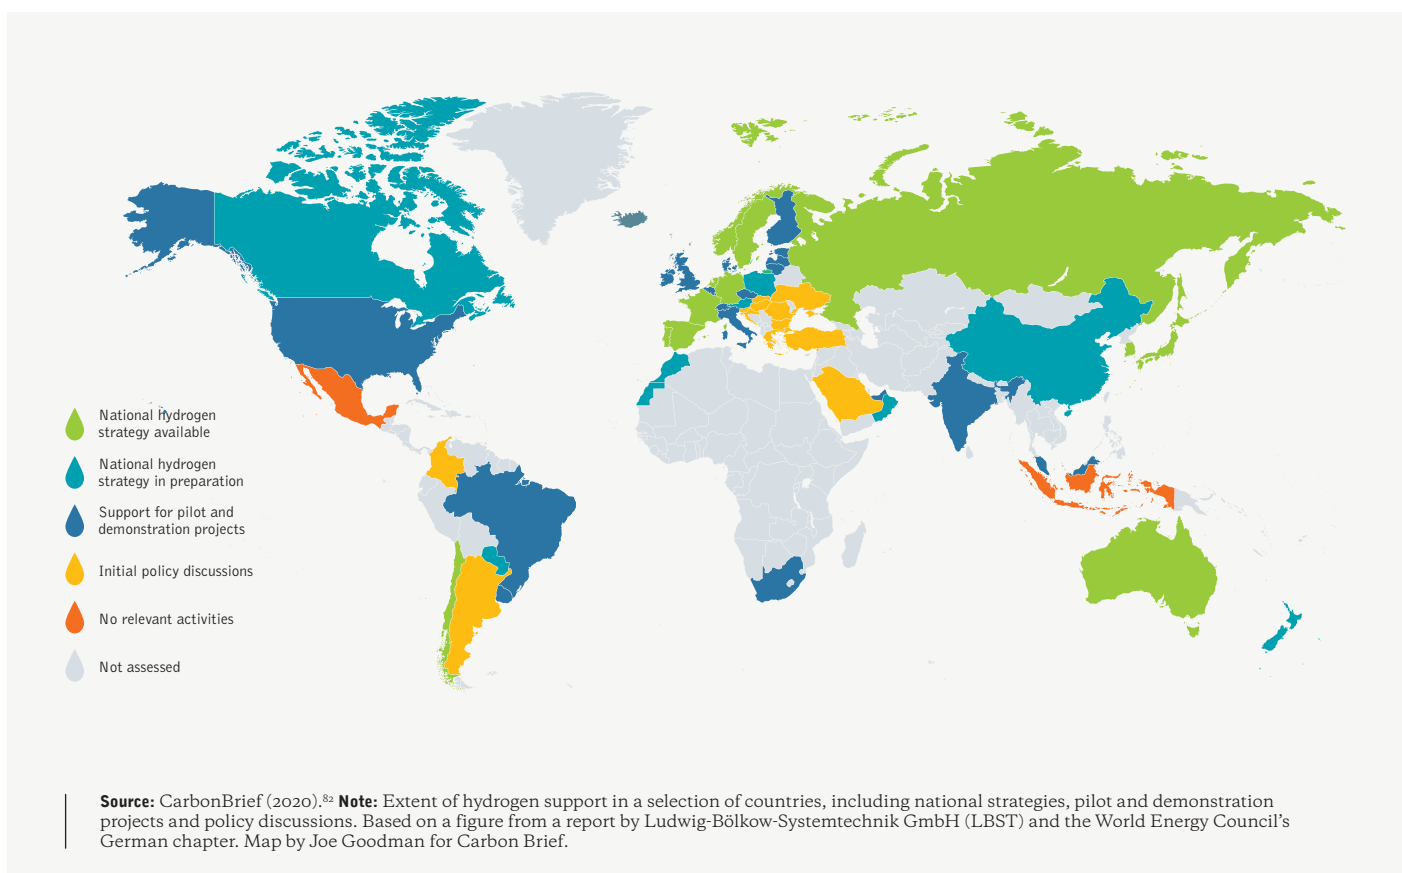 National hydrogen
strategy available
National hydrogen
strategy in preparation
Support for pilot and
demonstration projects
Initial policy discussions
No relevant activities
Not assessed
Source: CarbonBrief (2020).⁸² Note: Extent of hydrogen support in a selection of countries, including national strategies, pilot and demonstration
projects and policy discussions. Based on a figure from a report by Ludwig-Bölkow-Systemtechnik GmbH (LBST) and the World Energy Council’s
German chapter. Map by Joe Goodman for Carbon Brief.